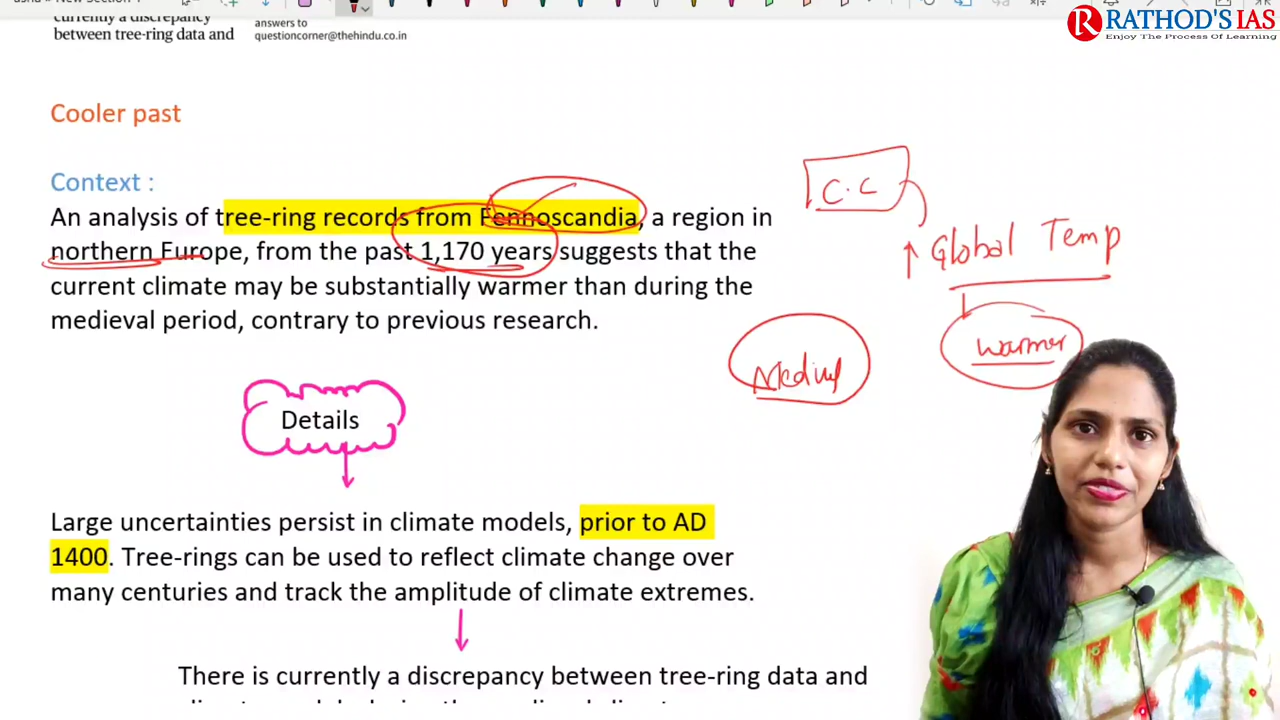 currently a discrepancy
between tree-ring data and
answers to
questioncorner@thehindu.co.in
RATHOD'S IAS
Enjoy The Process Of Learning
Cooler past
Context :
An analysis of tree-ring records from Fennoscandia, a region in
northern Europe, from the past 1,170 years suggests that the
current climate may be substantially warmer than during the
medieval period, contrary to previous research.
C.C
Global Temp
warmer
Details
Large uncertainties persist in climate models, prior to AD
1400. Tree-rings can be used to reflect climate change over
many centuries and track the amplitude of climate extremes.
There is currently a discrepancy between tree-ring data and